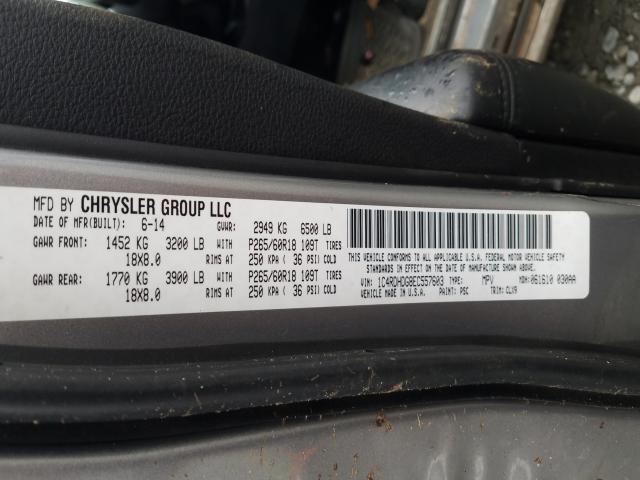 MFD BY CHRYSLER GROUP LLC
DATE OF MFR(BUILT): 6-14 GVWR: 2949 KG 6500 LB
GAWR FRONT: 1452 KG 3200 LB WITH P265/60R18 109T TIRES
18X8.0 RIMS AT 250 KPA ( 36 PSI) COLD
GAWR REAR: 1770 KG 3900 LB WITH P265/60R18 109T TIRES
18X8.0 RIMS AT 250 KPA ( 36 PSI) COLD
THIS VEHICLE CONFORMS TO ALL APPLICABLE U.S.A. FEDERAL MOTOR VEHICLE SAFETY
STANDARDS IN EFFECT ON THE DATE OF MANUFACTURE SHOWN ABOVE
VIN: 1C4RDHDG8EC557603 TYPE: MPV MDH: 061610 030AA
VEHICLE MADE IN U.S.A. PAINT: PSC TRIM: CLV9